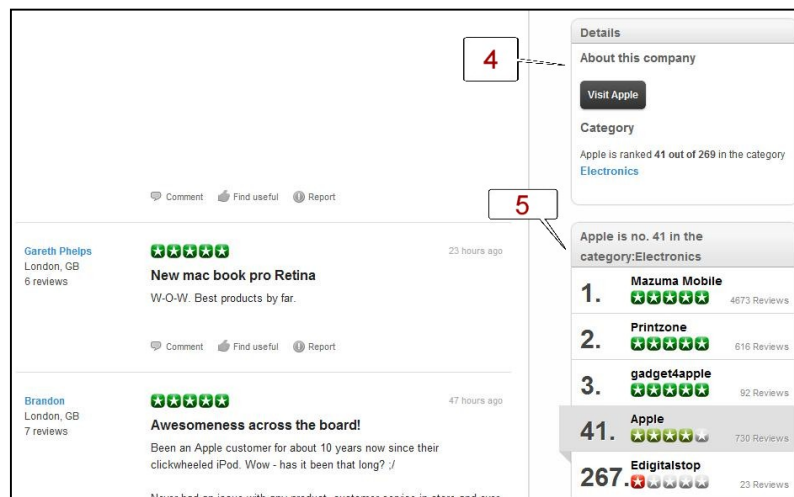 4
Details
About this company
Visit Apple
Category
Apple is ranked 41 out of 269 in the category
Electronics
Comment Find useful Report
5
Gareth Phelps
London, GB
6 reviews
23 hours ago
New mac book pro Retina
W-O-W. Best products by far.
Comment Find useful Report
Brandon
London, GB
7 reviews
47 hours ago
Awesomeness across the board!
Been an Apple customer for about 10 years now since their
clickwheeled iPod. Wow - has it been that long? :/
Apple is no. 41 in the
category:Electronics
1. Mazuma Mobile
4673 Reviews
2. Printzone
616 Reviews
3. gadget4apple
92 Reviews
41. Apple
730 Reviews
267. Edigitalstop
23 Reviews